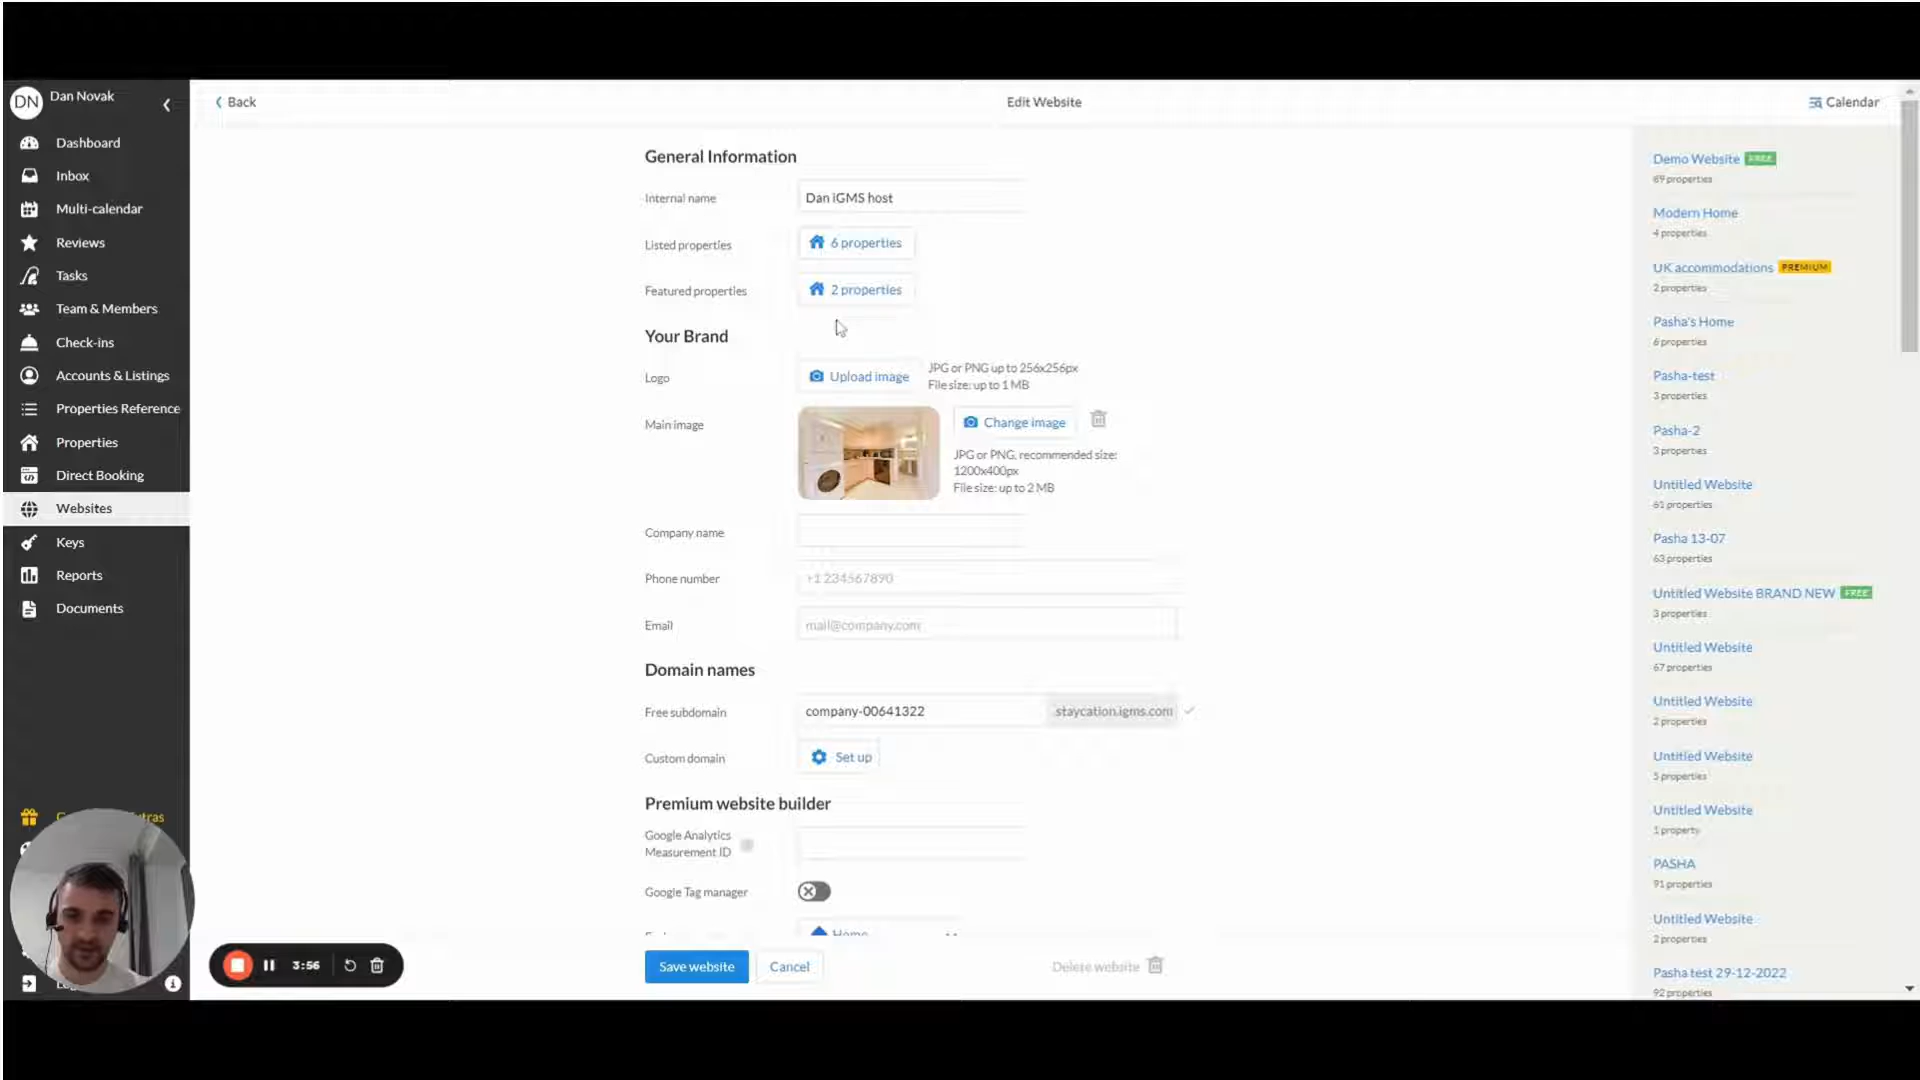 DN
Dan Novak
Dashboard
Inbox
Multi-calendar
Reviews
Tasks
Team & Members
Check-ins
Accounts & Listings
Properties Reference
Properties
Direct Booking
Websites
Keys
Reports
Documents
Back
Edit Website
Calendar
General Information
Internal name
Dan iGMS host
Listed properties
6 properties
Featured properties
2 properties
Your Brand
Logo
Upload image
JPG or PNG up to 256x256px
File size: up to 1 MB
Main image
Change image
JPG or PNG, recommended size:
1200x400px
File size: up to 2 MB
Company name
Phone number
+1 234567890
Email
mail@company.com
Domain names
Free subdomain
company-00641322
.staycation.igms.com
Custom domain
Set up
Premium website builder
Google Analytics
Measurement ID
Google Tag manager
Home
Save website
Cancel
Delete website
3:56
Demo Website FREE
69 properties
Modern Home
4 properties
UK accommodations PREMIUM
2 properties
Pasha's Home
6 properties
Pasha-test
3 properties
Pasha-2
3 properties
Untitled Website
61 properties
Pasha 13-07
63 properties
Untitled Website BRAND NEW FREE
3 properties
Untitled Website
67 properties
Untitled Website
2 properties
Untitled Website
5 properties
Untitled Website
1 property
PASHA
91 properties
Untitled Website
2 properties
Pasha test 29-12-2022
92 properties